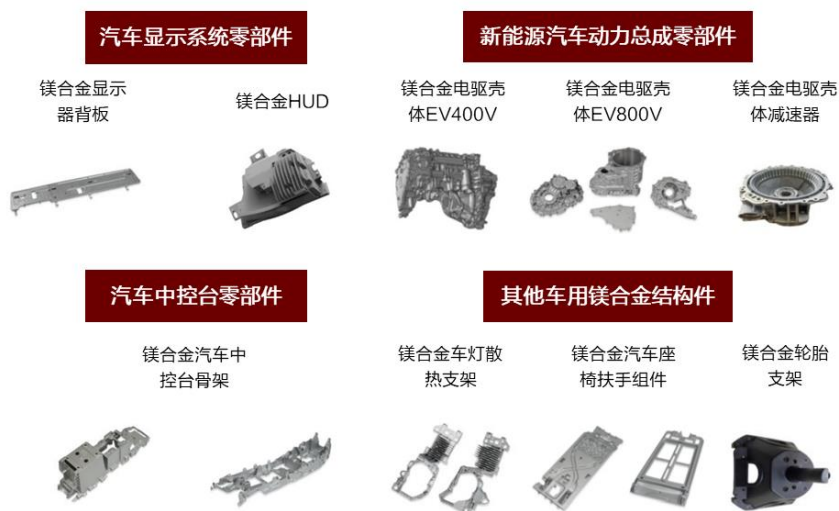 汽车显示系统零部件
新能源汽车动力总成零部件
镁合金显示
器背板
镁合金HUD
镁合金电驱壳
体EV400V
镁合金电驱壳
体EV800V
镁合金电驱壳
体减速器
汽车中控台零部件
其他车用镁合金结构件
镁合金汽车中
控台骨架
镁合金车灯散
热支架
镁合金汽车座
椅扶手组件
镁合金轮胎
支架